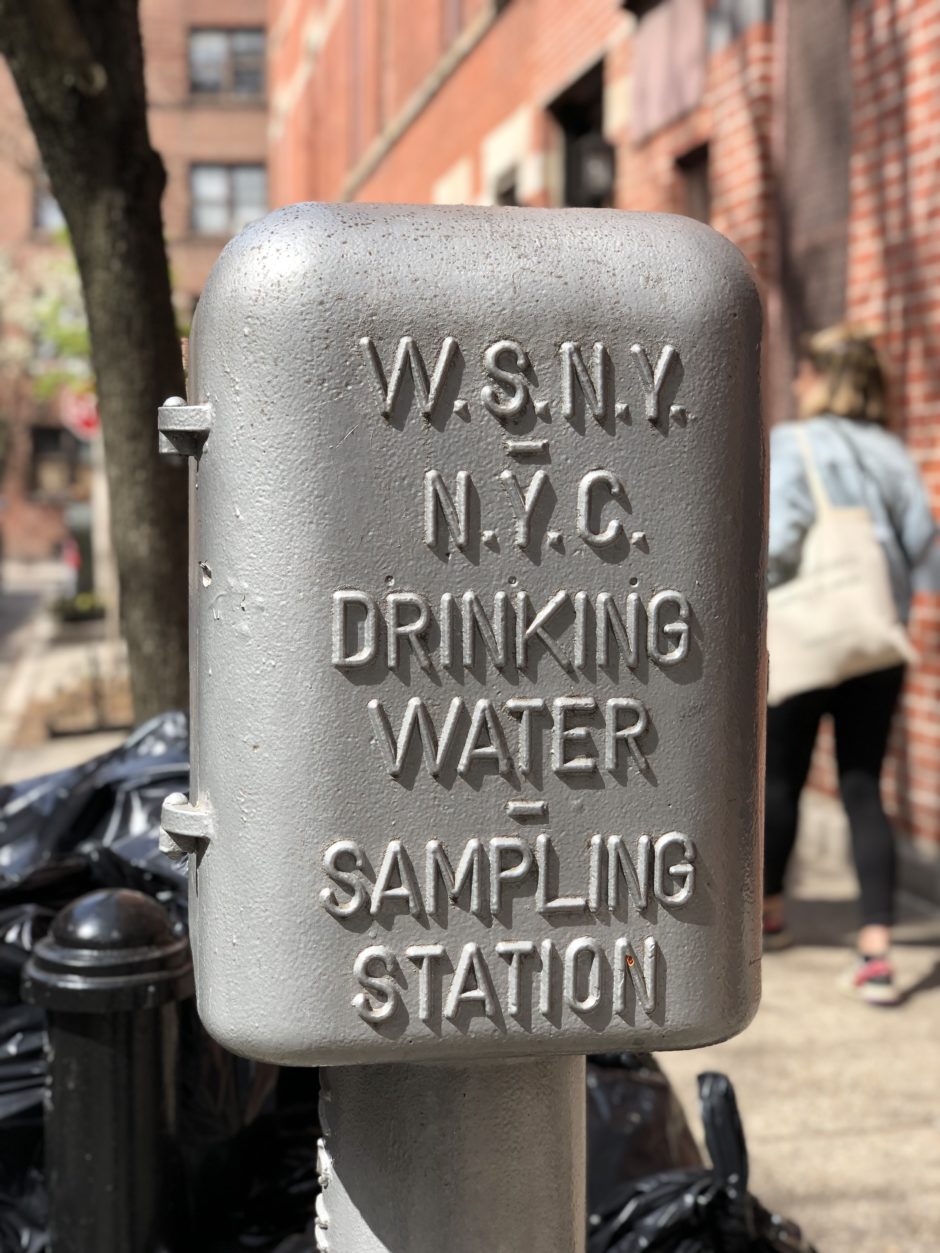 W.S.N.Y.
-
N.Y.C.
DRINKING
WATER
-
SAMPLING
STATION